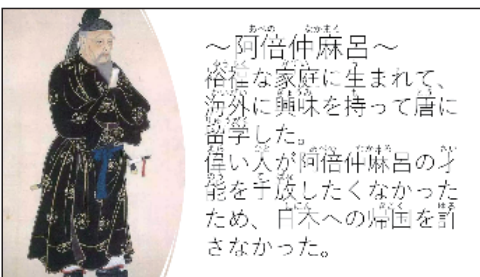 ～阿倍仲麻呂～
裕福な家庭に生まれて、
海外に興味を持って唐に
留学した。
偉い人が阿倍仲麻呂の才
能を手放したくなかった
ため、日本への帰国を許
さなかった。